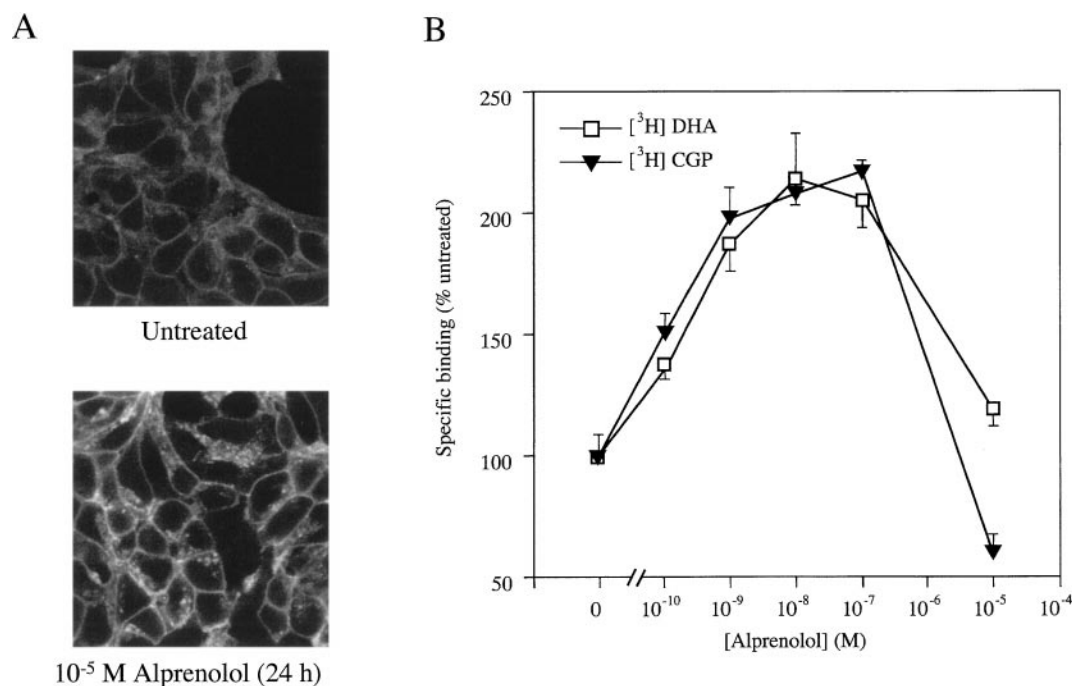 A
Untreated
10-5 M Alprenolol (24 h)
B
[3H] DHA
[3H] CGP
Specific binding (% untreated)
250
200
150
100
50
0
10-10
10-9
10-8
10-7
10-6
10-5
10-4
[Alprenolol] (M)